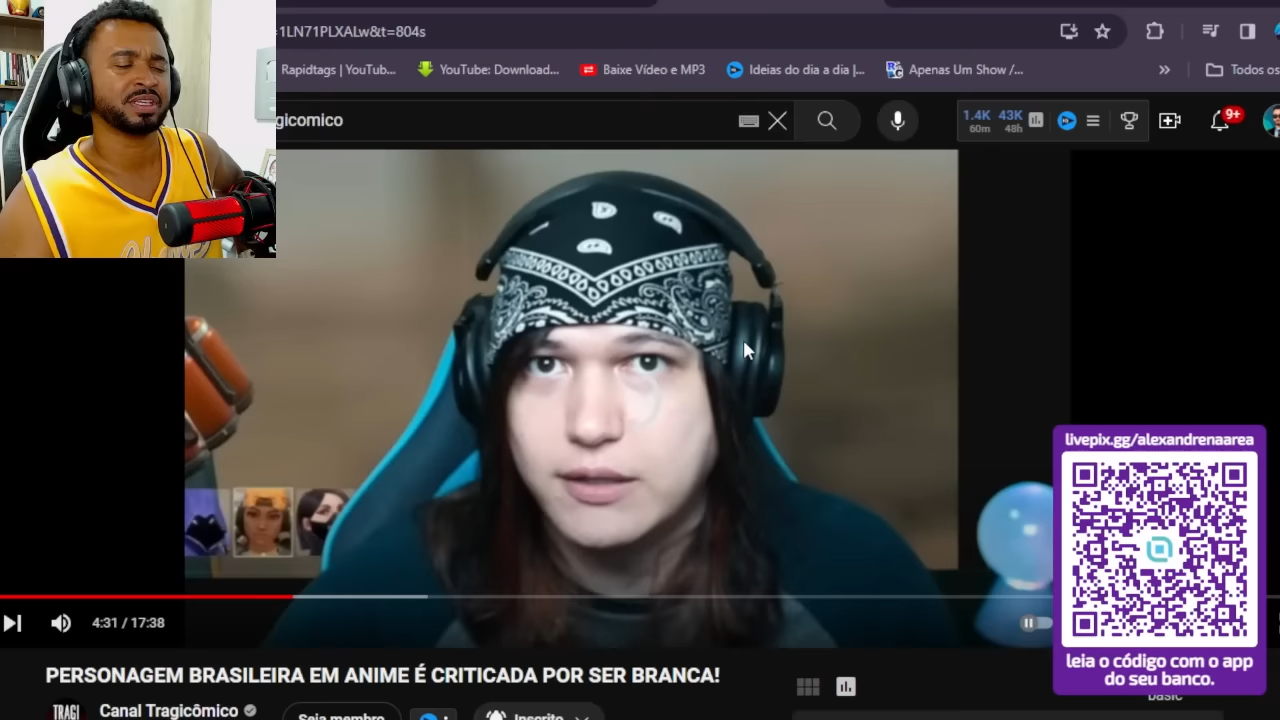 =1LN71PLXALw&t=804s
Rapidtags | YouTub...
YouTube: Download...
Baixe Vídeo e MP3
Ideias do dia a dia |...
Apenas Um Show /...
Todos os
gicomico
1.4K 43K
60m 48h
9+
livepix.gg/alexandrenaarea
leia o código com o app
do seu banco.
4:31 / 17:38
PERSONAGEM BRASILEIRA EM ANIME É CRITICADA POR SER BRANCA!
TRAGI
Canal Tragicômico
Seja membro
Inscrito
basic